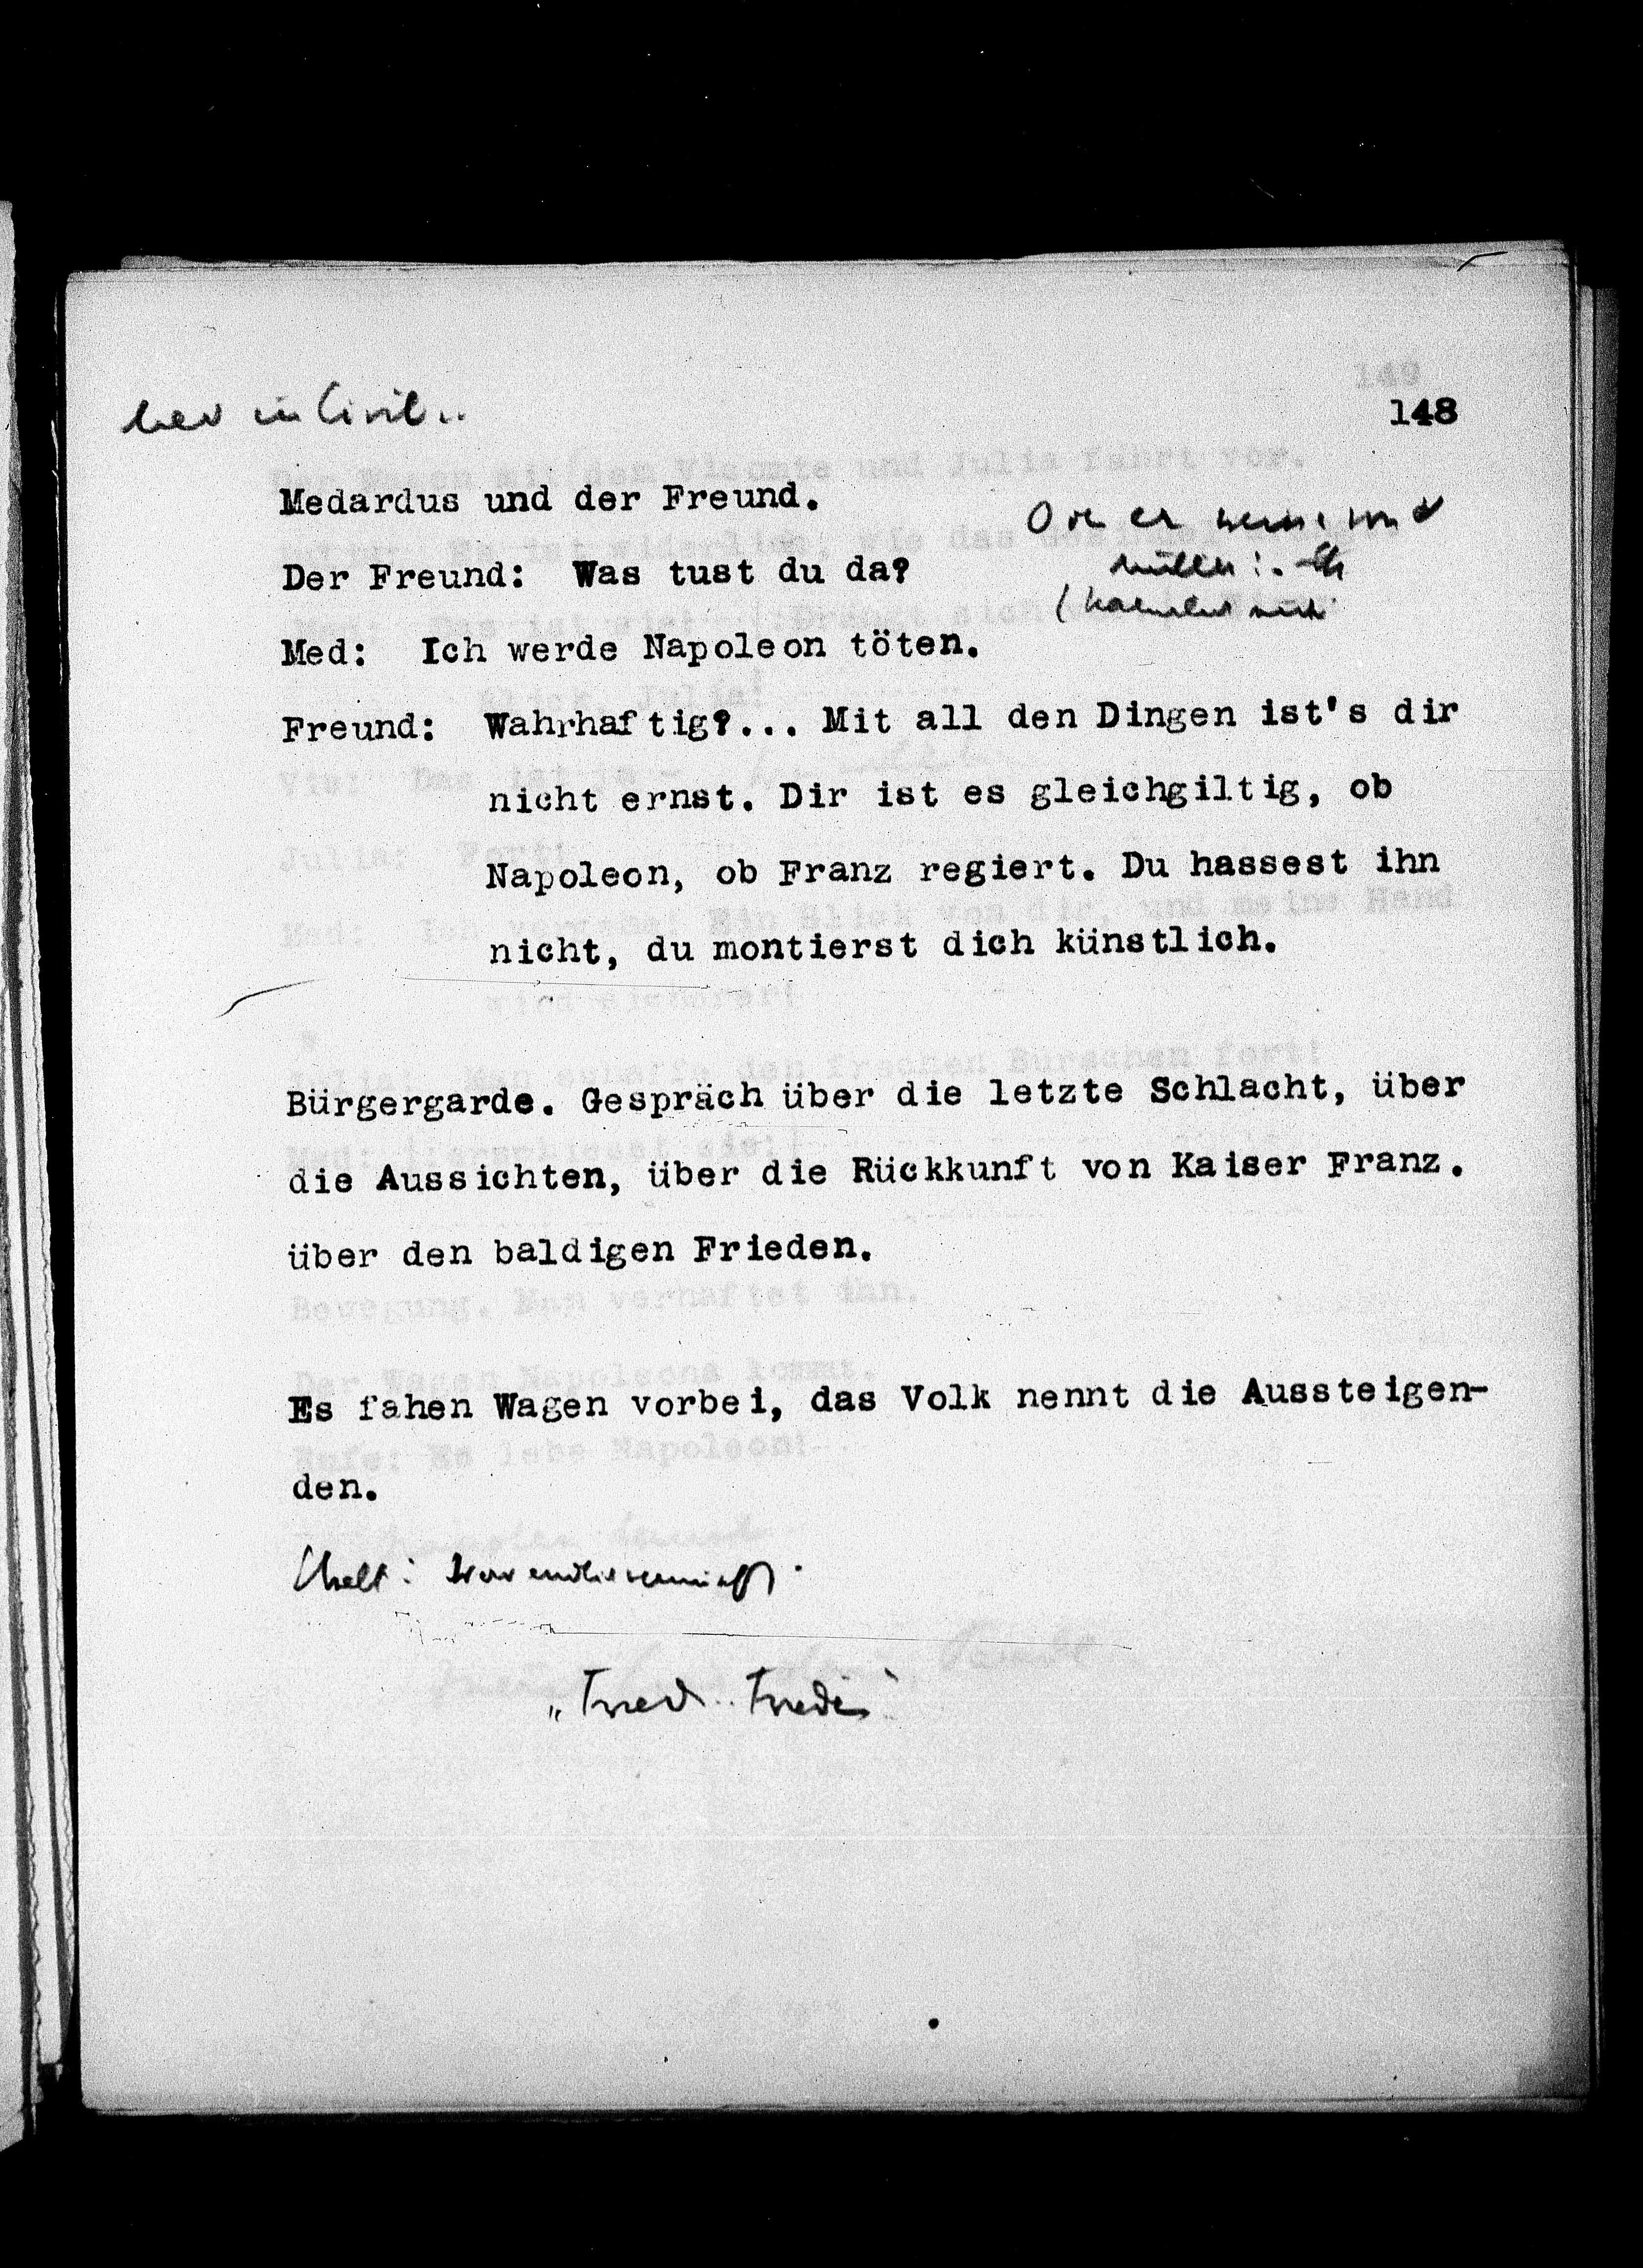 Med in Civil..
148
Medardus und der Freund.
Der Freund: Was tust du da?
Med: Ich werde Napoleon töten.
Freund: Wahrhaftig?... Mit all den Dingen ist's dir
nicht ernst. Dir ist es gleichgiltig, ob
Napoleon, ob Franz regiert. Du hassest ihn
nicht, du montierst dich künstlich.
Bürgergarde. Gespräch über die letzte Schlacht, über
die Aussichten, über die Rückkunft von Kaiser Franz.
über den baldigen Frieden.
Es fahen Wagen vorbei, das Volk nennt die Aussteigen-
den.